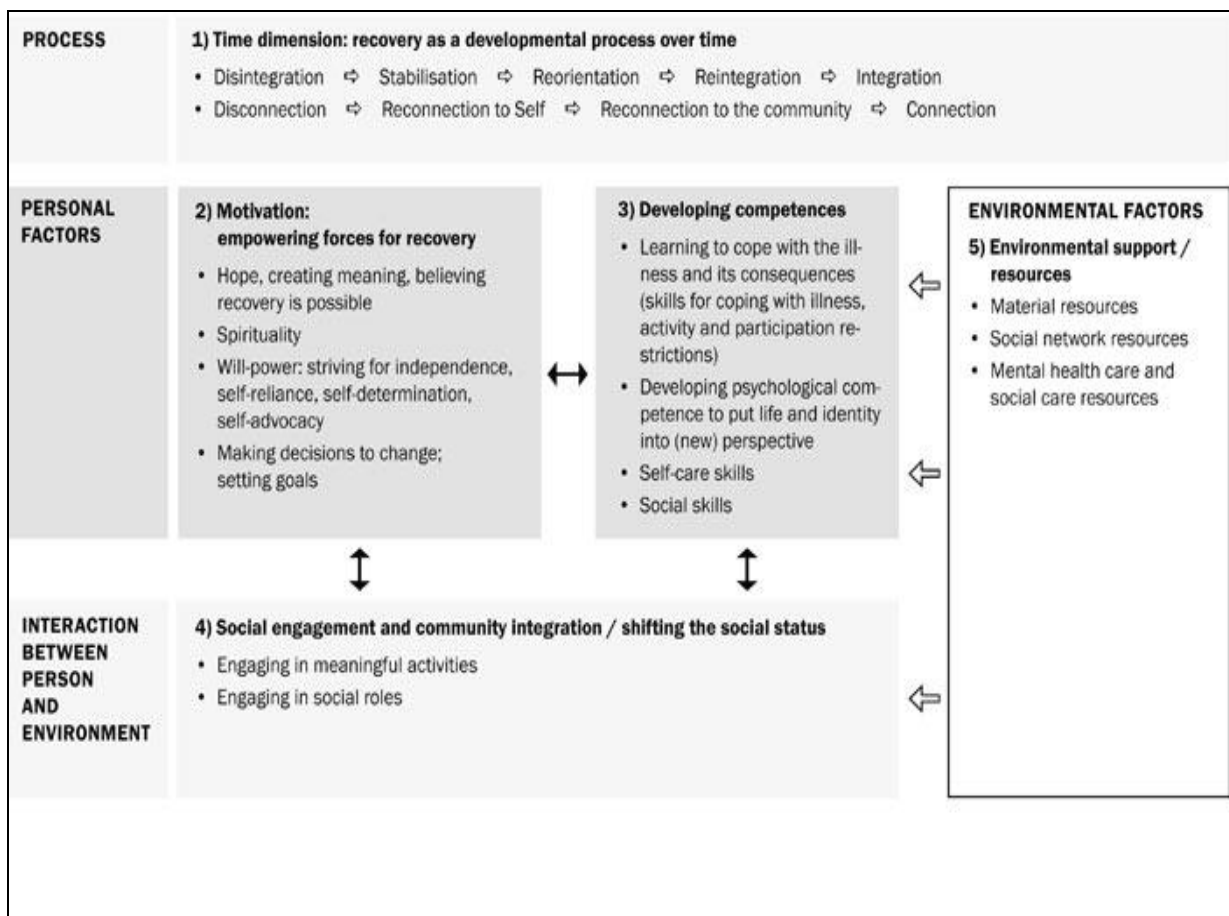 PROCESS
1) Time dimension: recovery as a developmental process over time
• Disintegration ⇨ Stabilisation ⇨ Reorientation ⇨ Reintegration ⇨ Integration
• Disconnection ⇨ Reconnection to Self ⇨ Reconnection to the community ⇨ Connection
PERSONAL
FACTORS
2) Motivation:
empowering forces for recovery
• Hope, creating meaning, believing
recovery is possible
• Spirituality
• Will-power: striving for independence,
self-reliance, self-determination,
self-advocacy
• Making decisions to change;
setting goals
3) Developing competences
• Learning to cope with the ill-
ness and its consequences
(skills for coping with illness,
activity and participation re-
strictions)
• Developing psychological com-
petence to put life and identity
into (new) perspective
• Self-care skills
• Social skills
ENVIRONMENTAL FACTORS
5) Environmental support /
resources
• Material resources
• Social network resources
• Mental health care and
social care resources
INTERACTION
BETWEEN
PERSON
AND
ENVIRONMENT
4) Social engagement and community integration / shifting the social status
• Engaging in meaningful activities
• Engaging in social roles